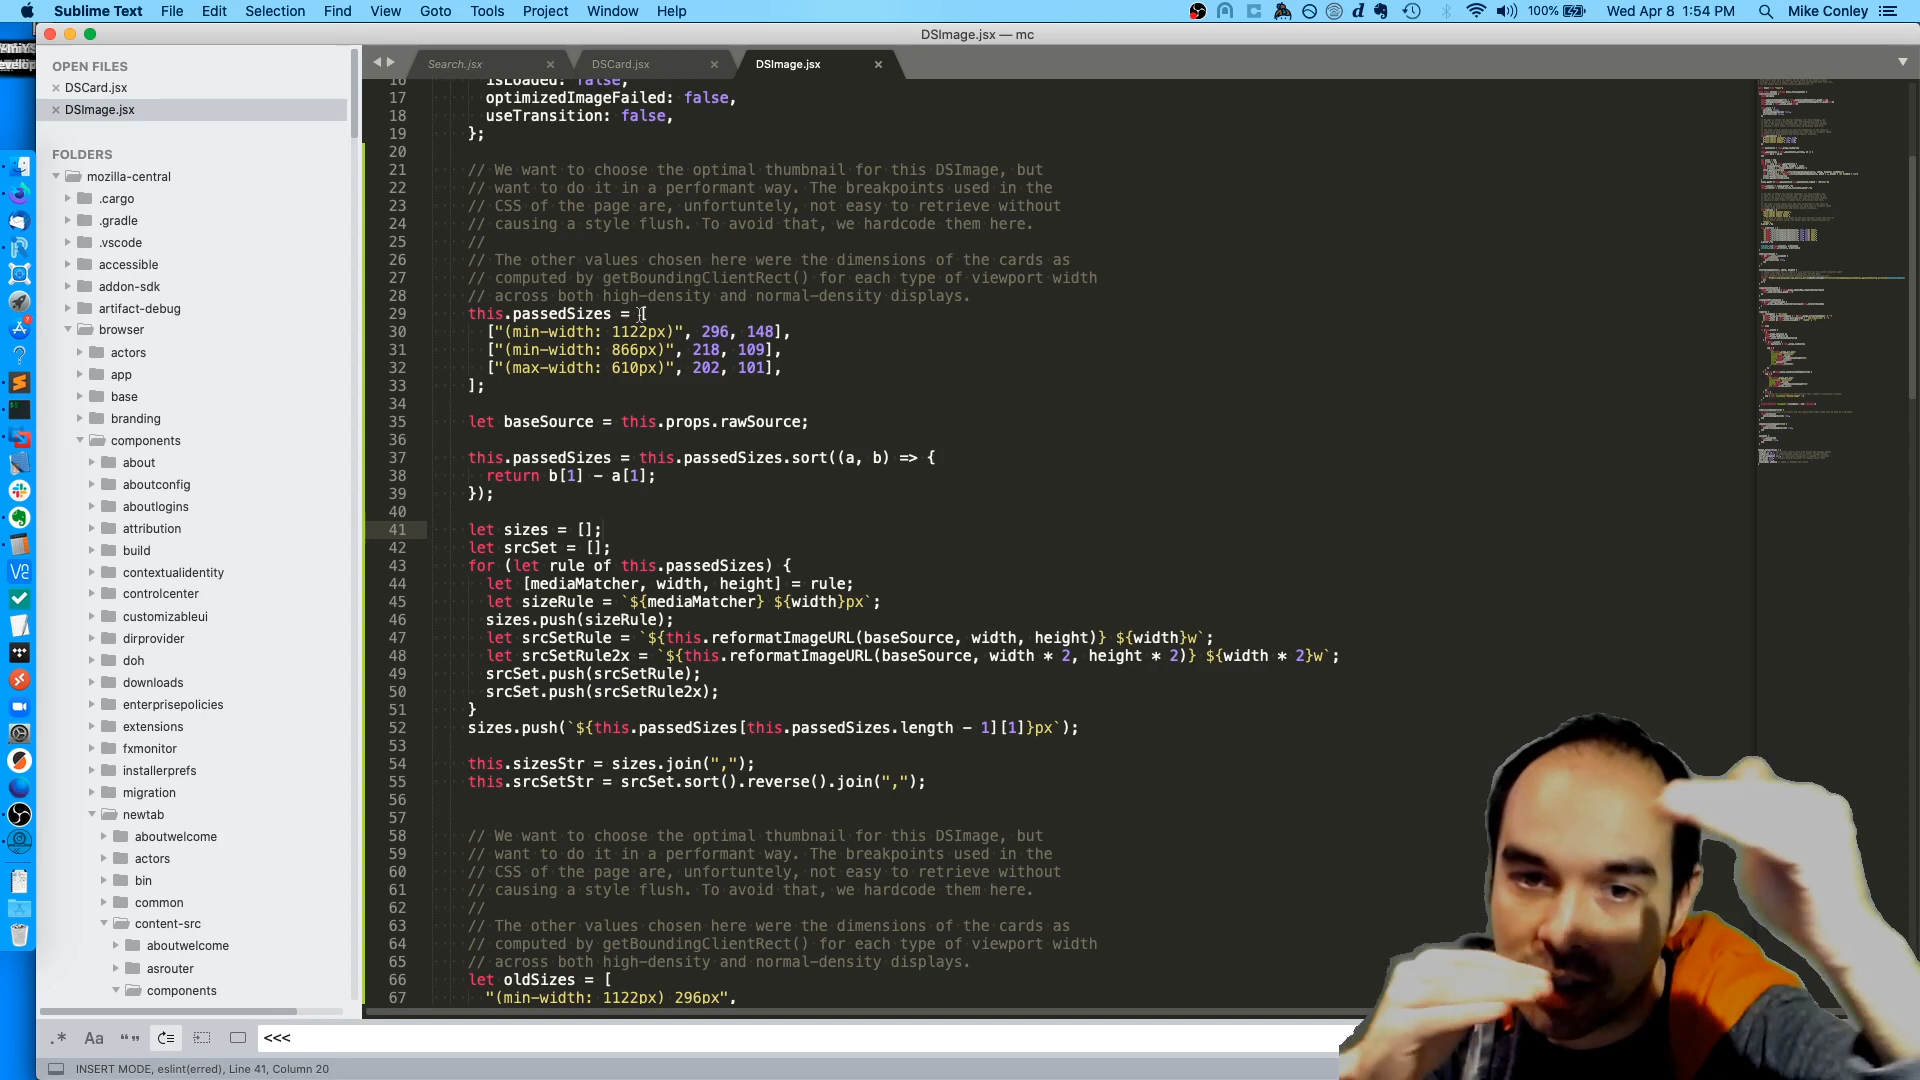 Sublime Text File Edit Selection Find View Goto Tools Project Window Help 100% Wed Apr 8 1:54 PM Mike Conley
DSImage.jsx — mc
OPEN FILES
DSCard.jsx
DSImage.jsx
FOLDERS
mozilla-central
.cargo
.gradle
.vscode
accessible
addon-sdk
artifact-debug
browser
actors
app
base
branding
components
about
aboutconfig
aboutlogins
attribution
build
contextualidentity
controlcenter
customizableui
dirprovider
doh
downloads
enterprisepolicies
extensions
fxmonitor
installerprefs
migration
newtab
aboutwelcome
actors
bin
common
content-src
aboutwelcome
asrouter
components
Search.jsx DSCard.jsx DSImage.jsx
16 isLoaded: false,
17 optimizedImageFailed: false,
18 useTransition: false,
19 };
20
21 // We want to choose the optimal thumbnail for this DSImage, but
22 // want to do it in a performant way. The breakpoints used in the
23 // CSS of the page are, unfortuntely, not easy to retrieve without
24 // causing a style flush. To avoid that, we hardcode them here.
25 //
26 // The other values chosen here were the dimensions of the cards as
27 // computed by getBoundingClientRect() for each type of viewport width
28 // across both high-density and normal-density displays.
29 this.passedSizes = [
30 ["(min-width: 1122px)", 296, 148],
31 ["(min-width: 866px)", 218, 109],
32 ["(max-width: 610px)", 202, 101],
33 ];
34
35 let baseSource = this.props.rawSource;
36
37 this.passedSizes = this.passedSizes.sort((a, b) => {
38 return b[1] - a[1];
39 });
40
41 let sizes = [];
42 let srcSet = [];
43 for (let rule of this.passedSizes) {
44 let [mediaMatcher, width, height] = rule;
45 let sizeRule = `${mediaMatcher} ${width}px`;
46 sizes.push(sizeRule);
47 let srcSetRule = `${this.reformatImageURL(baseSource, width, height)} ${width}w`;
48 let srcSetRule2x = `${this.reformatImageURL(baseSource, width * 2, height * 2)} ${width * 2}w`;
49 srcSet.push(srcSetRule);
50 srcSet.push(srcSetRule2x);
51 }
52 sizes.push(`${this.passedSizes[this.passedSizes.length - 1][1]}px`);
53
54 this.sizesStr = sizes.join(",");
55 this.srcSetStr = srcSet.sort().reverse().join(",");
56
57
58 // We want to choose the optimal thumbnail for this DSImage, but
59 // want to do it in a performant way. The breakpoints used in the
60 // CSS of the page are, unfortuntely, not easy to retrieve without
61 // causing a style flush. To avoid that, we hardcode them here.
62 //
63 // The other values chosen here were the dimensions of the cards as
64 // computed by getBoundingClientRect() for each type of viewport width
65 // across both high-density and normal-density displays.
66 let oldSizes = [
67 "(min-width: 1122px) 296px",
.* Aa “” <<<
INSERT MODE, eslint(erred), Line 41, Column 20